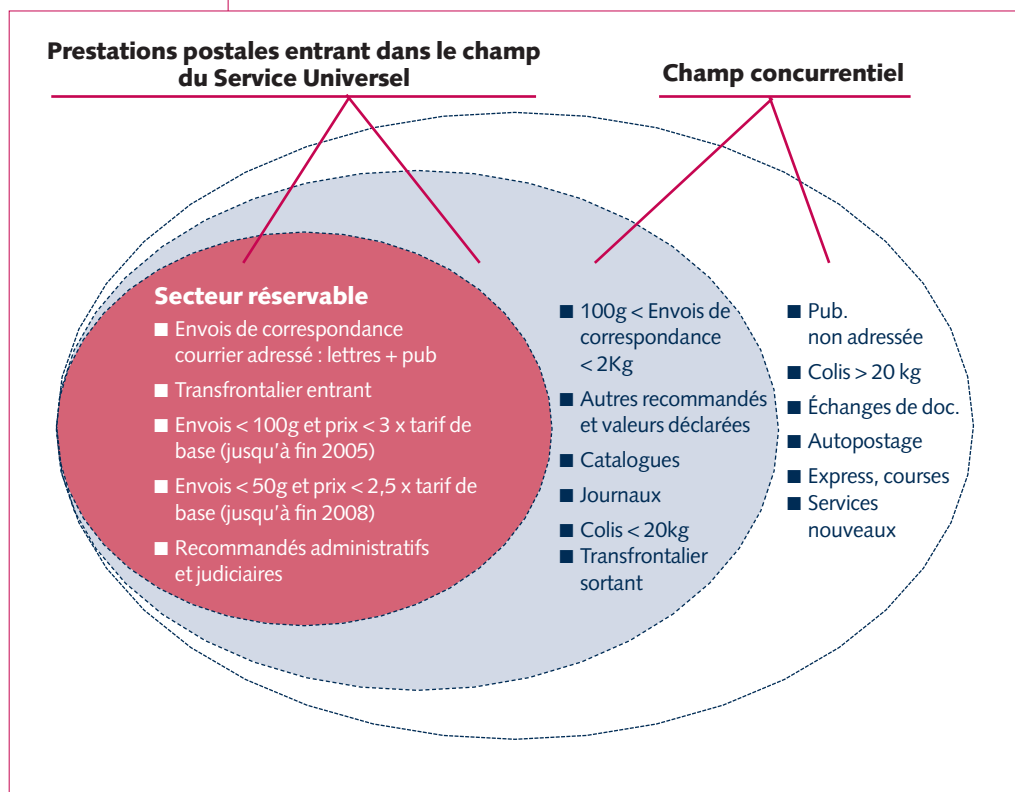 Prestations postales entrant dans le champ
du Service Universel
Champ concurrentiel
Secteur réservable
■ Envois de correspondance
courrier adressé : lettres + pub
■ Transfrontalier entrant
■ Envois < 100g et prix < 3 x tarif de
base (jusqu'à fin 2005)
■ Envois < 50g et prix < 2,5 x tarif de
base (jusqu'à fin 2008)
■ Recommandés administratifs
et judiciaires
■ 100g < Envois de
correspondance
< 2Kg
■ Autres recommandés
et valeurs déclarées
■ Catalogues
■ Journaux
■ Colis < 20kg
■ Transfrontalier
sortant
■ Pub.
non adressée
■ Colis > 20 kg
■ Échanges de doc.
■ Autopostage
■ Express, courses
■ Services
nouveaux